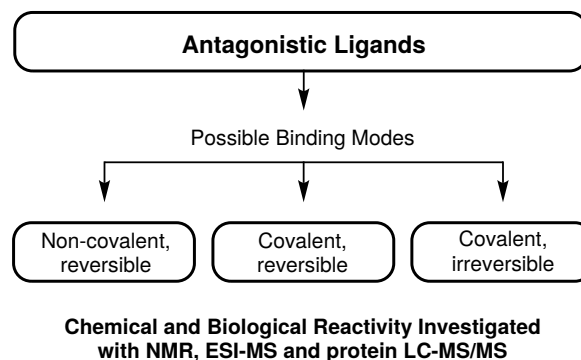 Antagonistic Ligands
Possible Binding Modes
Non-covalent,
reversible
Covalent,
reversible
Covalent,
irreversible
Chemical and Biological Reactivity Investigated
with NMR, ESI-MS and protein LC-MS/MS